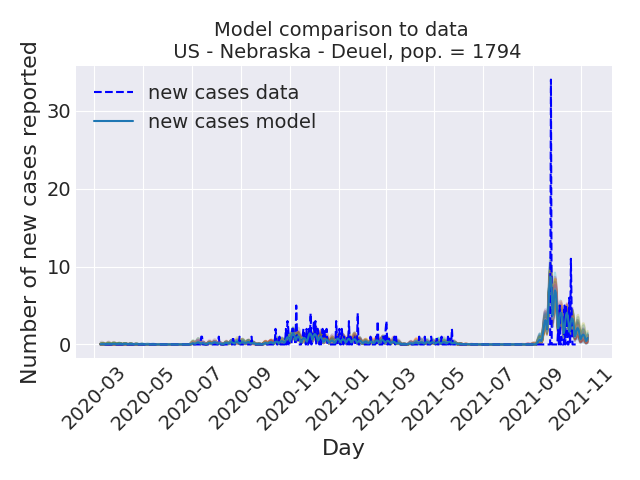 Model comparison to data
US - Nebraska - Deuel, pop. = 1794
Number of new cases reported
30
20
10
0
new cases data
new cases model
2020-03
2020-05
2020-07
2020-09
2020-11
2021-01
2021-03
2021-05
2021-07
2021-09
2021-11
Day